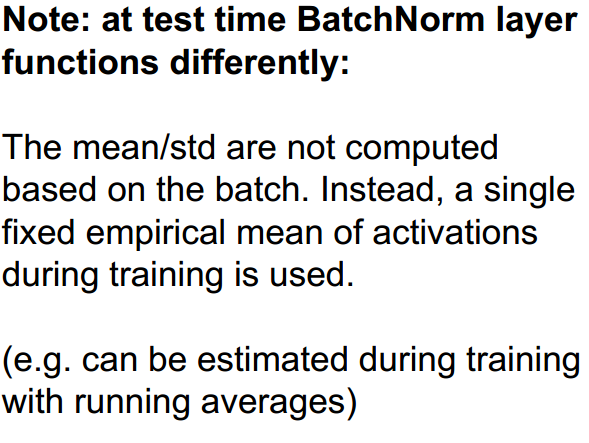 Note: at test time BatchNorm layer
functions differently:
The mean/std are not computed
based on the batch. Instead, a single
fixed empirical mean of activations
during training is used.
(e.g. can be estimated during training
with running averages)